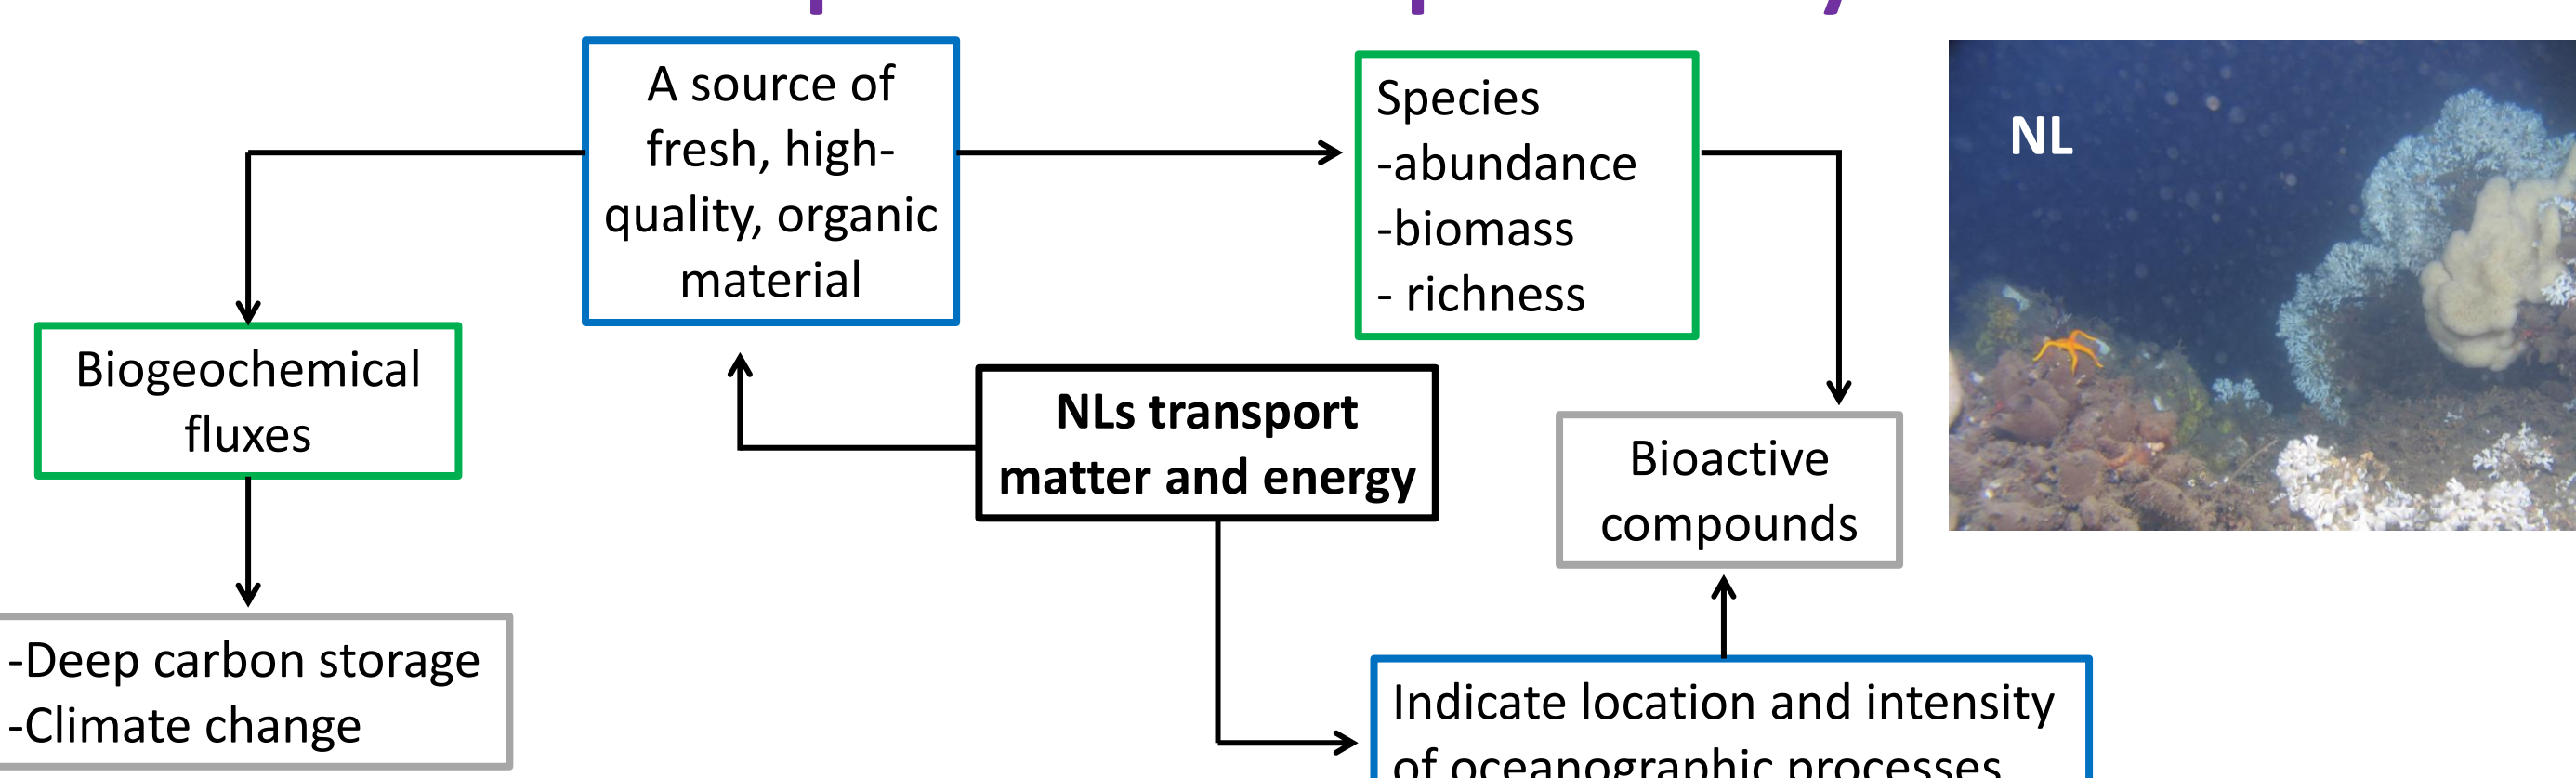 A source of
fresh, high-
quality, organic
material
Species
-abundance
-biomass
- richness
NL
Biogeochemical
fluxes
NLs transport
matter and energy
Bioactive
compounds
-Deep carbon storage
-Climate change
Indicate location and intensity
of oceanographic processes